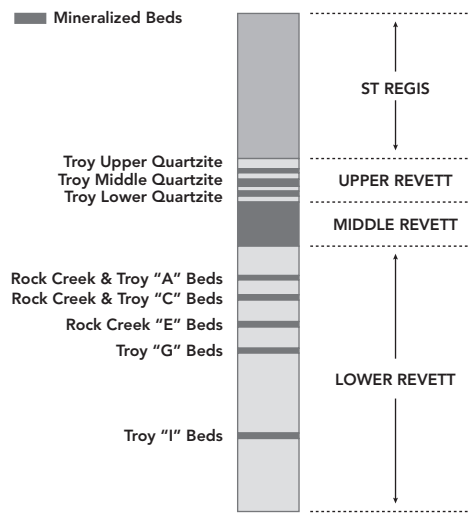 Mineralized Beds
ST REGIS
Troy Upper Quartzite
Troy Middle Quartzite
Troy Lower Quartzite
UPPER REVETT
MIDDLE REVETT
Rock Creek & Troy “A” Beds
Rock Creek & Troy “C” Beds
Rock Creek “E” Beds
Troy “G” Beds
LOWER REVETT
Troy “I” Beds